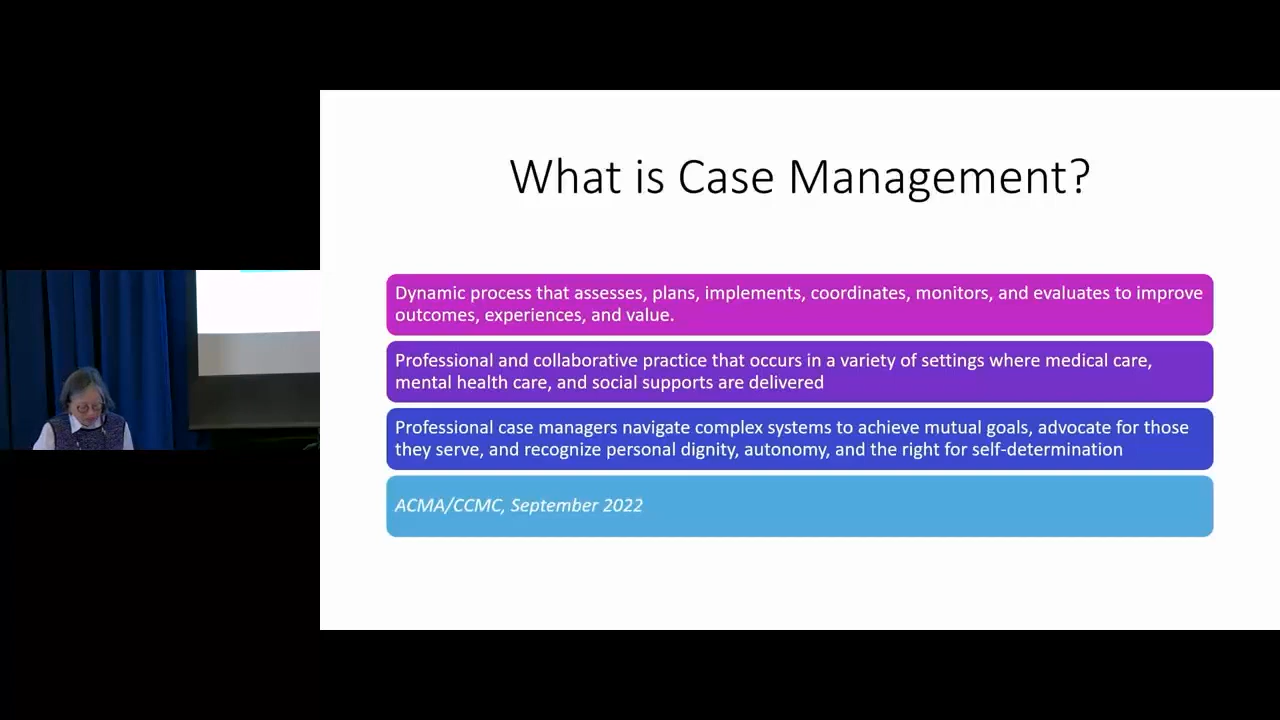 What is Case Management?
Dynamic process that assesses, plans, implements, coordinates, monitors, and evaluates to improve
outcomes, experiences, and value.
Professional and collaborative practice that occurs in a variety of settings where medical care,
mental health care, and social supports are delivered
Professional case managers navigate complex systems to achieve mutual goals, advocate for those
they serve, and recognize personal dignity, autonomy, and the right for self-determination
ACMA/CCMC, September 2022